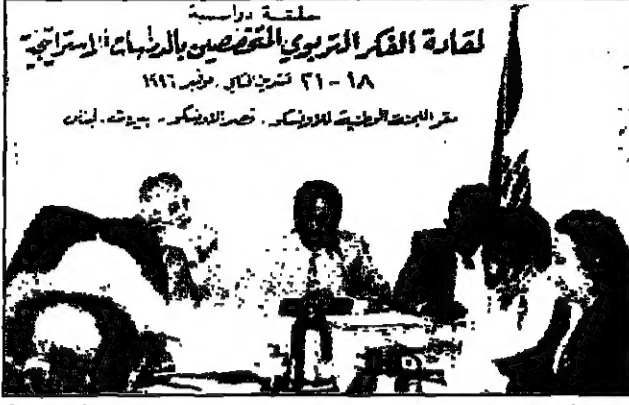 حلقة دراسية
لقادة الفكر التربوي المتخصصين بالدراسات الاستراتيجية
١٨ - ٢١ تشرين الثاني . نوفمبر ١٩٩٦
مقر اللجنة الوطنية للاونسكو . قصر الاونسكو . بيروت . لبنان